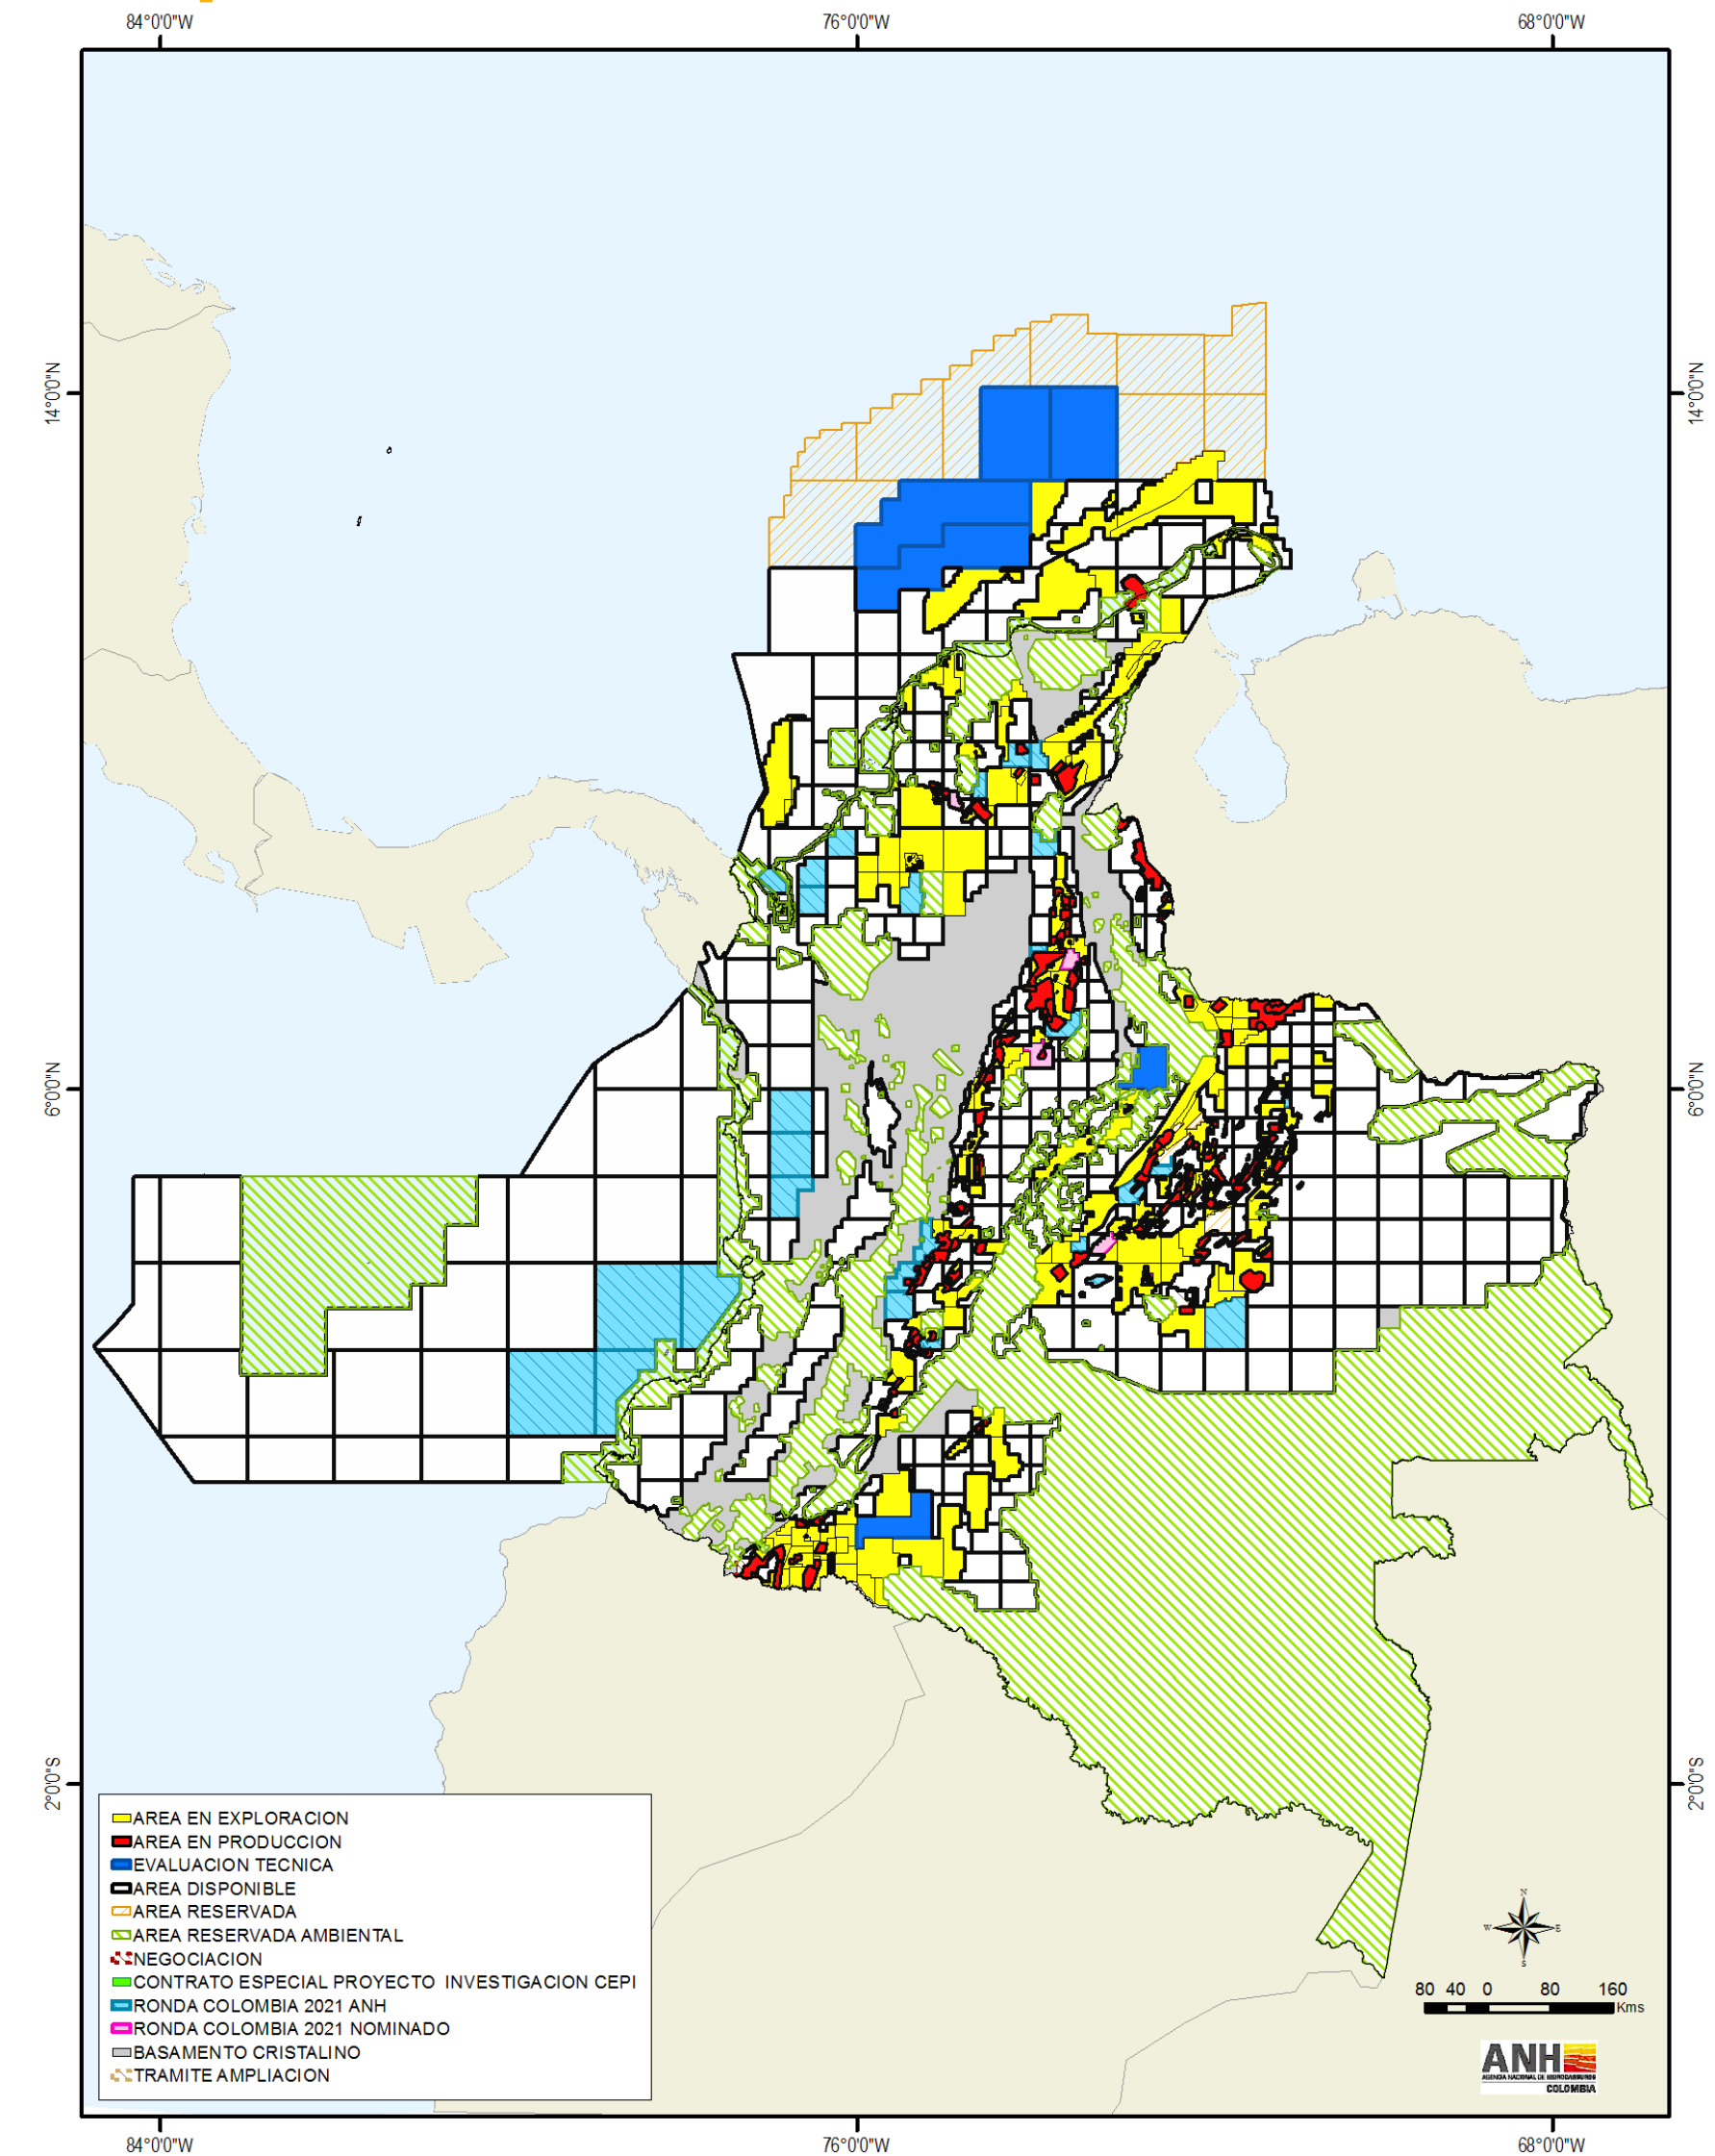 84°0'0"W 76°0'0"W 68°0'0"W
14°0'0"N 14°0'0"N
6°0'0"N 6°0'0"N
2°0'0"S 2°0'0"S
AREA EN EXPLORACION
AREA EN PRODUCCION
EVALUACION TECNICA
AREA DISPONIBLE
AREA RESERVADA
AREA RESERVADA AMBIENTAL
NEGOCIACION
CONTRATO ESPECIAL PROYECTO INVESTIGACION CEPI
RONDA COLOMBIA 2021 ANH
RONDA COLOMBIA 2021 NOMINADO
BASAMENTO CRISTALINO
TRAMITE AMPLIACION
N
W E
S
80 40 0 80 160
Kms
ANH
AGENCIA NACIONAL DE HIDROCARBUROS
COLOMBIA
84°0'0"W 76°0'0"W 68°0'0"W